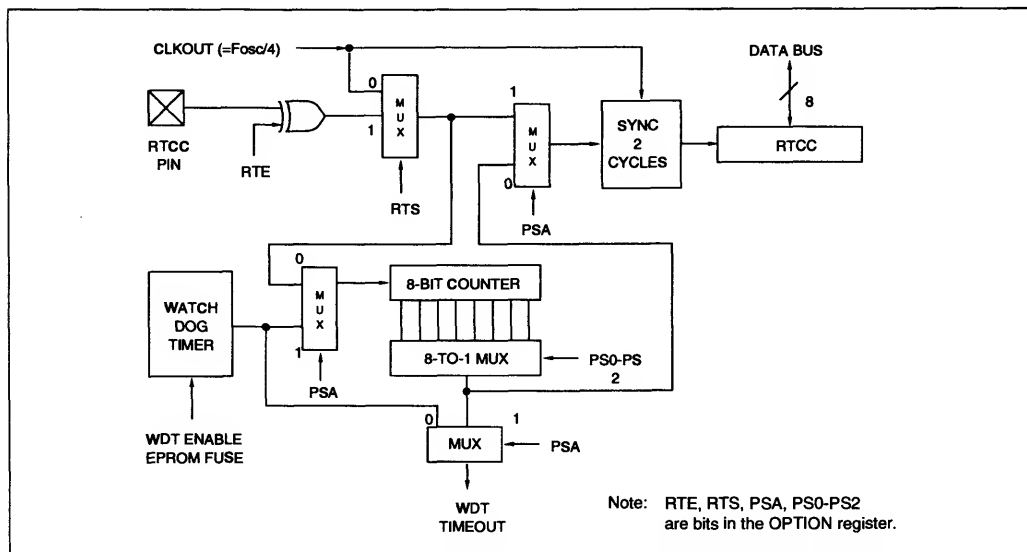 CLKOUT (=Fosc/4)
DATA BUS
8
0
1
MUX
1
0
MUX
SYNC
2
CYCLES
RTCC
RTCC
PIN
RTE
RTS
PSA
0
1
MUX
8-BIT COUNTER
WATCH
DOG
TIMER
8-TO-1 MUX
PS0-PS
2
PSA
0
1
MUX
PSA
WDT ENABLE
EPROM FUSE
WDT
TIMEOUT
Note: RTE, RTS, PSA, PS0-PS2
are bits in the OPTION register.